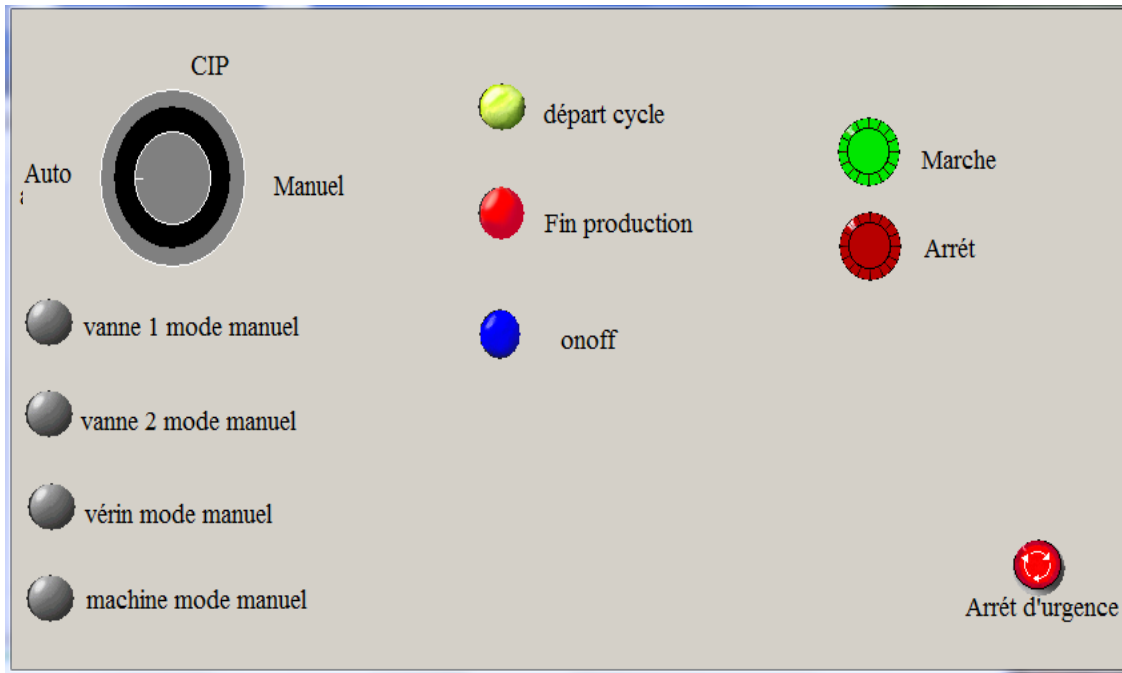 CIP
Auto
Manuel
départ cycle
Fin production
onoff
Marche
Arrét
vanne 1 mode manuel
vanne 2 mode manuel
vérin mode manuel
machine mode manuel
Arrét d'urgence